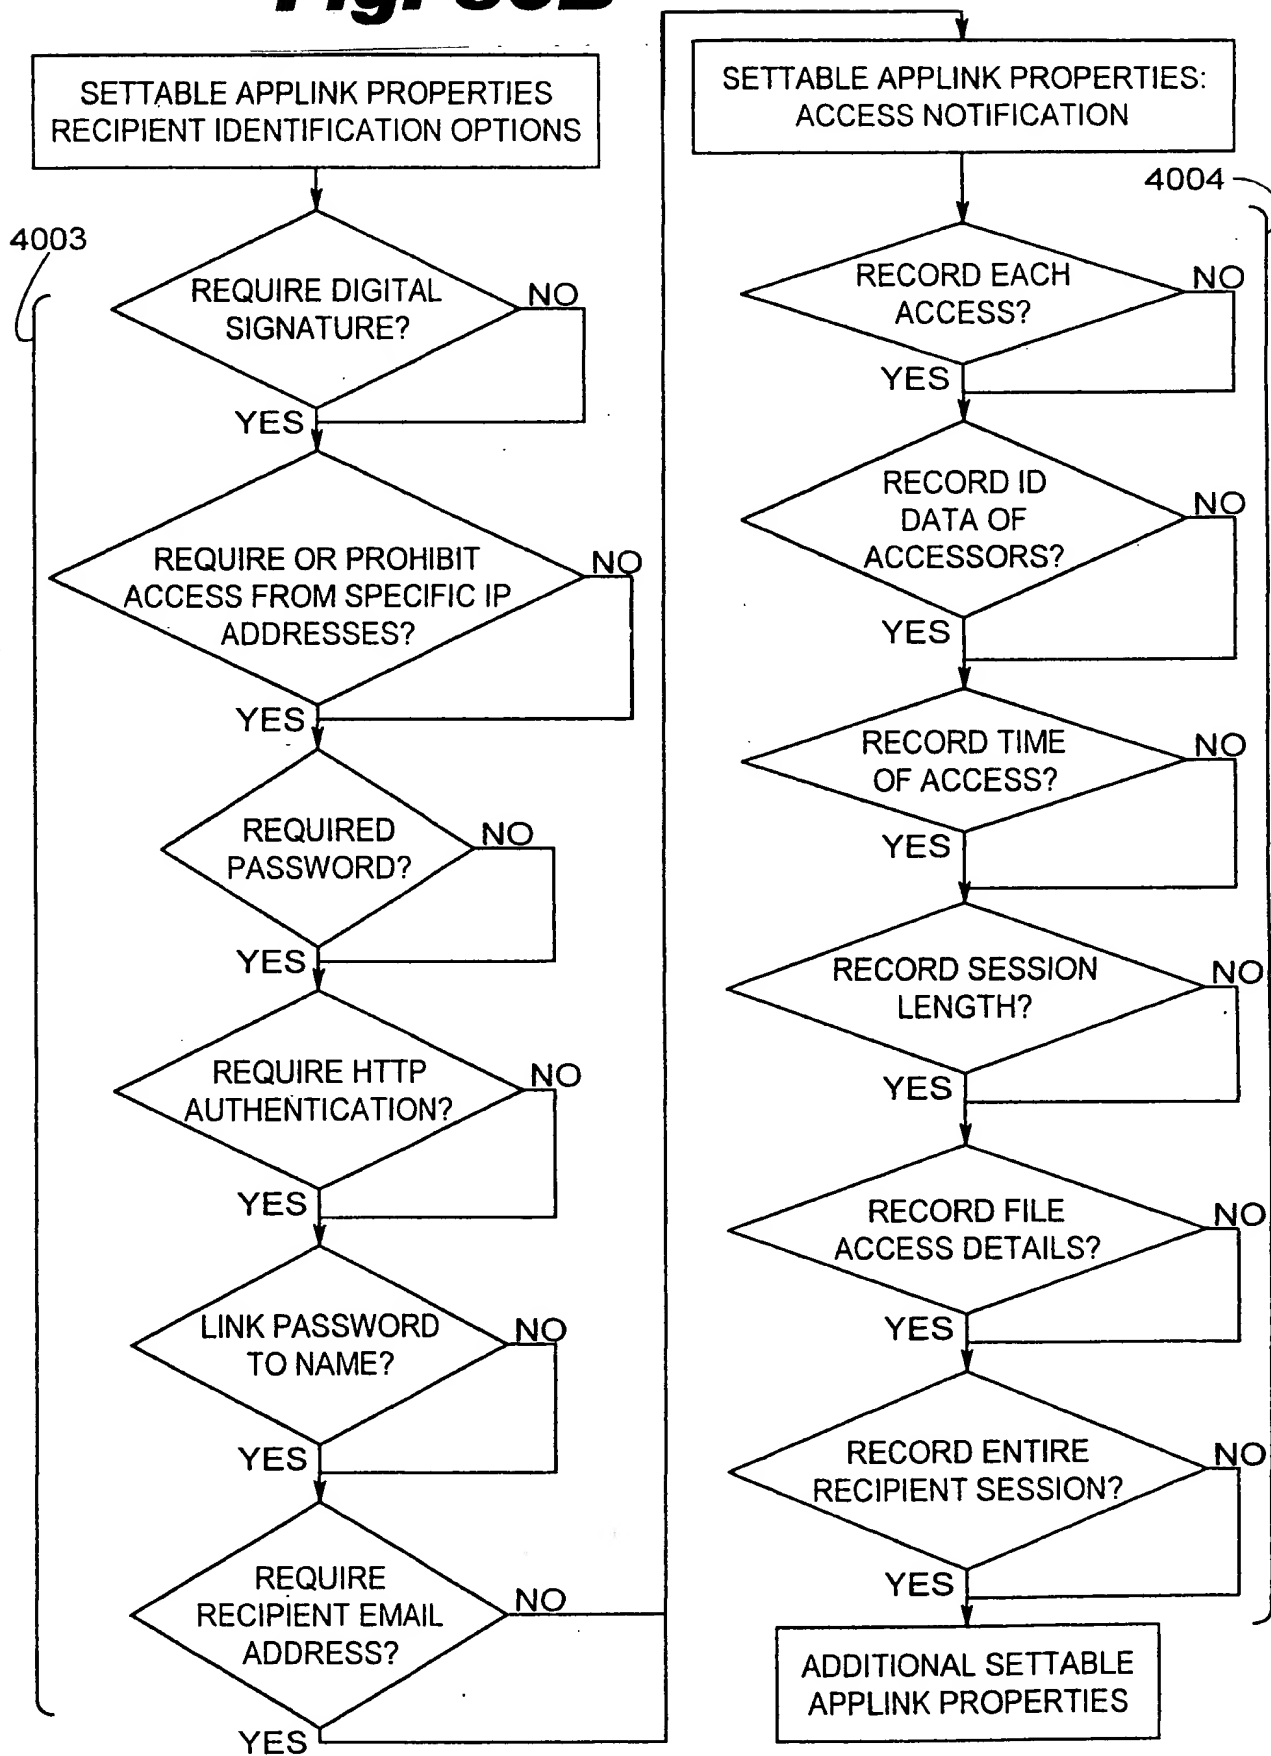 SETTABLE APPLINK PROPERTIES
RECIPIENT IDENTIFICATION OPTIONS
4003
REQUIRE DIGITAL
SIGNATURE?
NO
YES
REQUIRE OR PROHIBIT
ACCESS FROM SPECIFIC IP
ADDRESSES?
NO
YES
REQUIRED
PASSWORD?
NO
YES
REQUIRE HTTP
AUTHENTICATION?
NO
YES
LINK PASSWORD
TO NAME?
NO
YES
REQUIRE
RECIPIENT EMAIL
ADDRESS?
NO
YES
SETTABLE APPLINK PROPERTIES:
ACCESS NOTIFICATION
4004
RECORD EACH
ACCESS?
NO
YES
RECORD ID
DATA OF
ACCESSORS?
NO
YES
RECORD TIME
OF ACCESS?
NO
YES
RECORD SESSION
LENGTH?
NO
YES
RECORD FILE
ACCESS DETAILS?
NO
YES
RECORD ENTIRE
RECIPIENT SESSION?
NO
YES
ADDITIONAL SETTABLE
APPLINK PROPERTIES